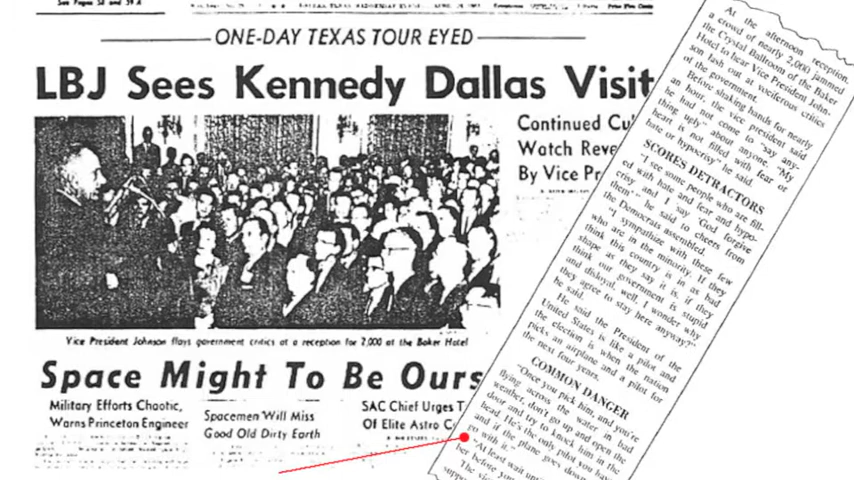 See Pages 32 and 39 A
ONE-DAY TEXAS TOUR EYED
LBJ Sees Kennedy Dallas Visit
Continued Cu
Watch Reve
By Vice Pr
Vice President Johnson flays government critics at a reception for 2,000 at the Baker Hotel
Space Might To Be Ours
Military Efforts Chaotic,
Warns Princeton Engineer
Spacemen Will Miss
Good Old Dirty Earth
SAC Chief Urges T
Of Elite Astro C
At the afternoon reception,
a crowd of nearly 2,000 jammed
the Crystal Ballroom of the Baker
Hotel to hear Vice President John-
son lash out at vociferous critics
of the government.
Before shaking hands for nearly
an hour, the vice president said
he had not come to "say any-
thing ugly" about anyone. "My
heart is not filled with fear or
hate or hypocrisy" he said.
SCORES DETRACTORS
"I see some people who are fill-
ed with hate and fear and hypo-
crisy and I say 'God forgive
them'" he said to cheers from
the Democrats assembled.
"I sympathize with these few
who are in the minority. If they
think this country is in as bad
shape as they say it is, if they
think our government is stupid
and disloyal, well, I wonder why
they agree to stay here anyway?"
he said.
He said the President of the
United States is like a pilot and
the election is when the nation
picks an airplane and a pilot for
the next four years.
COMMON DANGER
"Once you pick him, and you're
flying across the water in bad
weather, don't go up and open the
door and try to knock him in the
head. He's the only pilot you have
and if the plane goes down you
go with it."
"At least wait unti
her before you
The vi
suppo